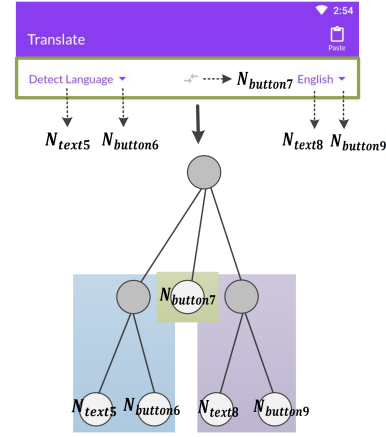 2:54
Translate
Paste
Detect Language N_button7 English
N_text5 N_button6 N_text8 N_button9
N_button7
N_text5 N_button6 N_text8 N_button9